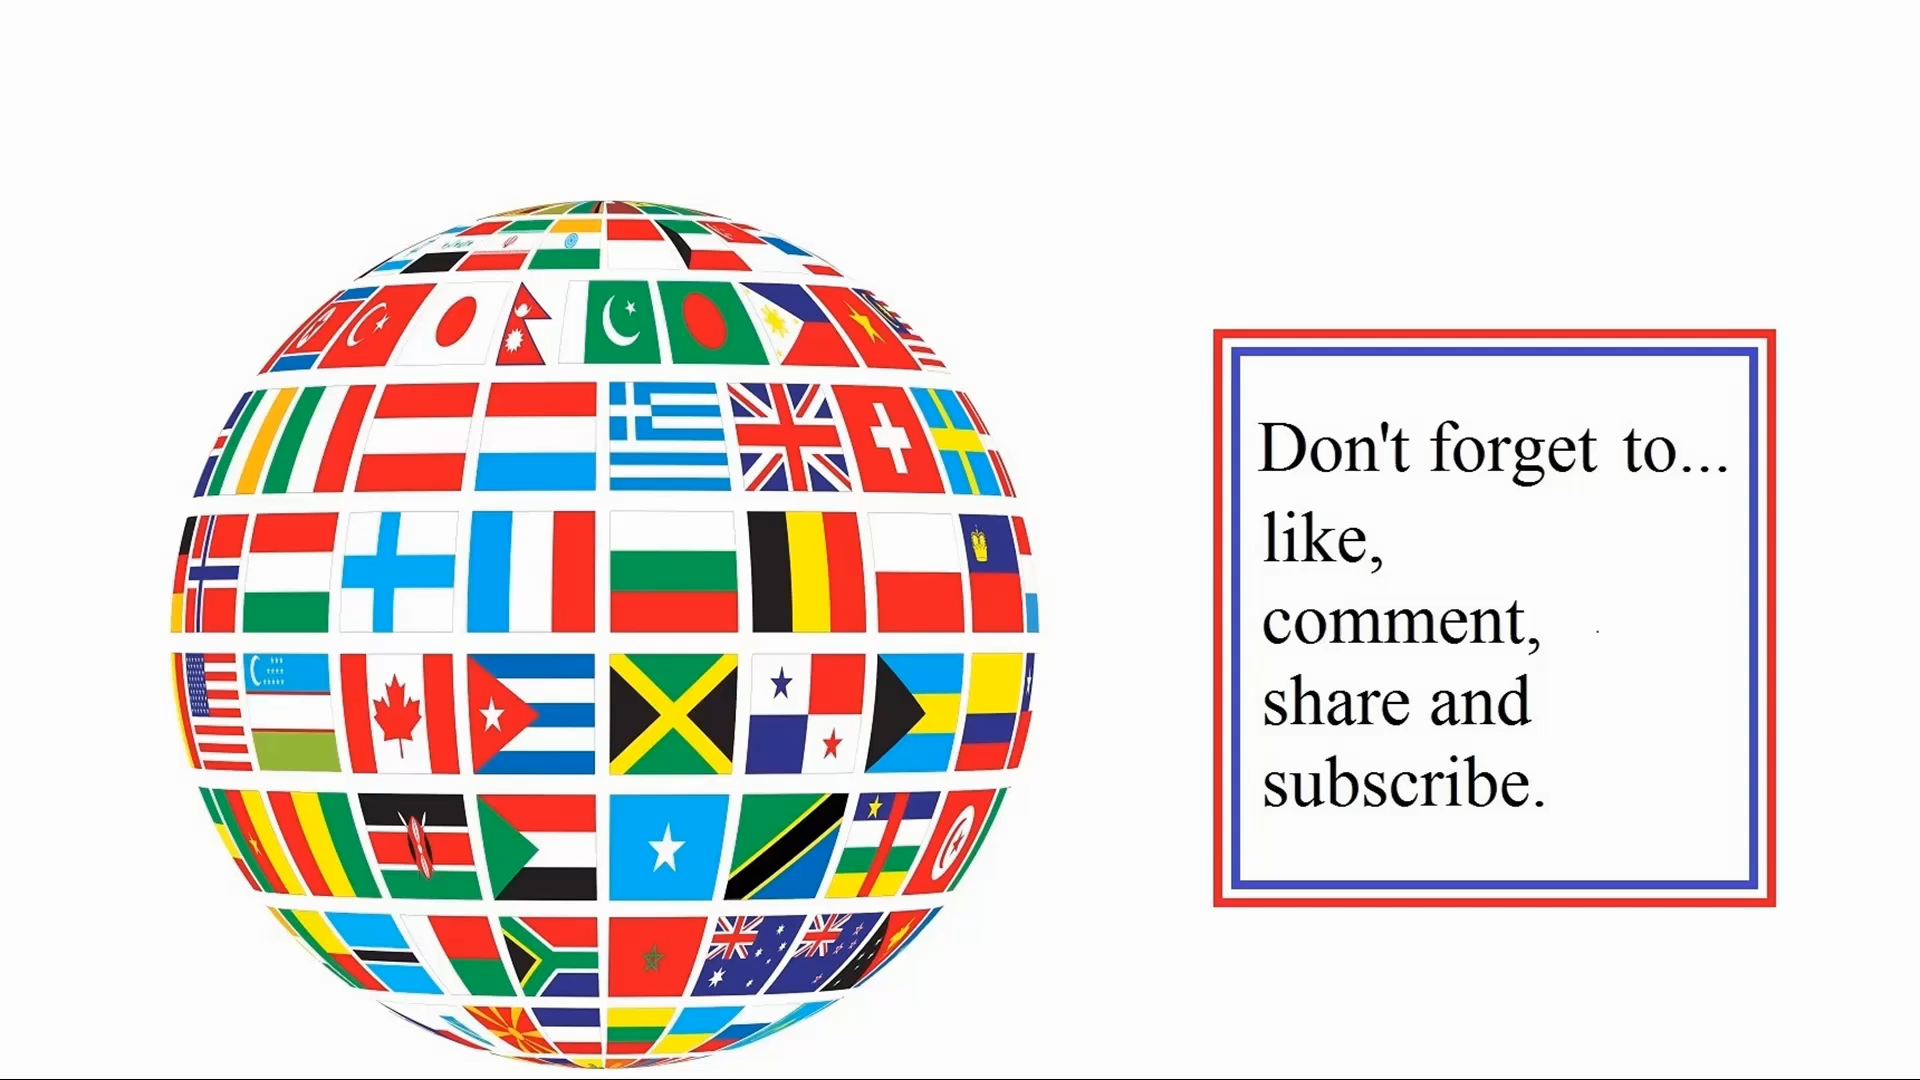 Don't forget to...
like,
comment,
share and
subscribe.